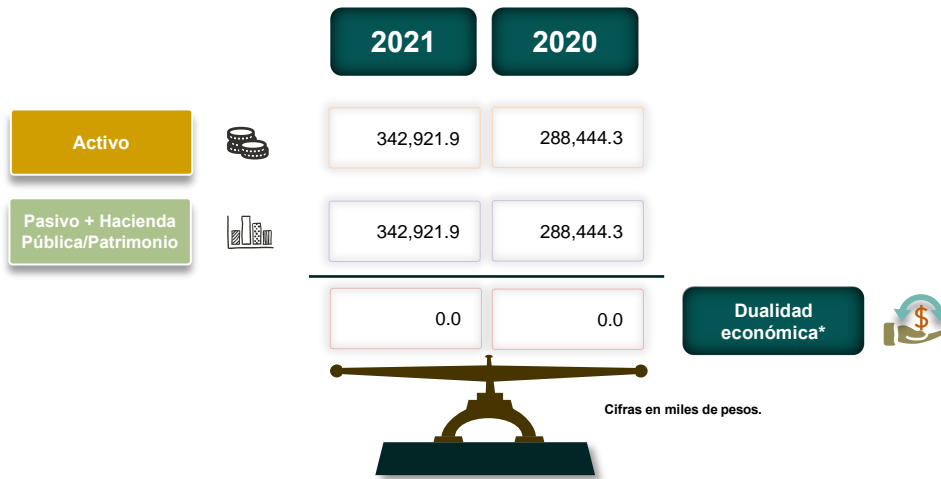 2021 2020
Activo 342,921.9 288,444.3
Pasivo + Hacienda
Pública/Patrimonio 342,921.9 288,444.3
0.0 0.0 Dualidad
económica*
Cifras en miles de pesos.